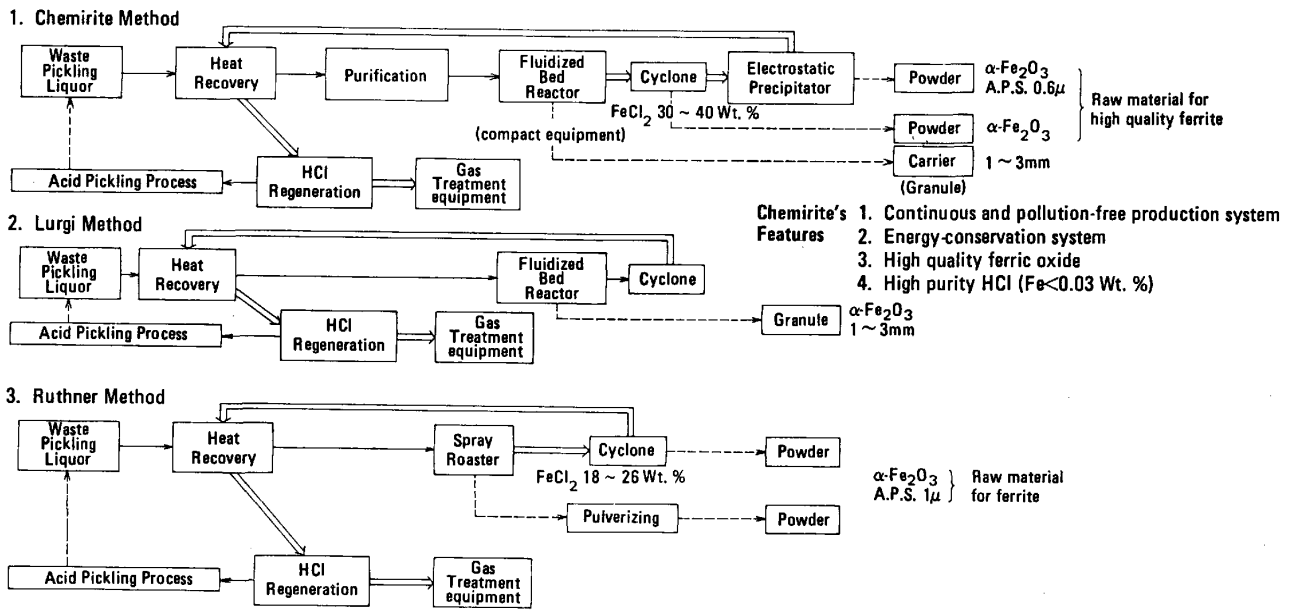 1. Chemirite Method
Waste
Pickling
Liquor
Heat
Recovery
Purification
Fluidized
Bed
Reactor
Cyclone
Electrostatic
Precipitator
Powder
α-Fe₂O₃
A.P.S. 0.6μ
Raw material for
high quality ferrite
FeCl₂ 30 ~ 40 Wt. %
(compact equipment)
Powder
α-Fe₂O₃
Carrier
1 ~ 3mm
(Granule)
Acid Pickling Process
HCl
Regeneration
Gas
Treatment
equipment
Chemirite's
Features
1. Continuous and pollution-free production system
2. Energy-conservation system
3. High quality ferric oxide
4. High purity HCl (Fe<0.03 Wt. %)
2. Lurgi Method
Waste
Pickling
Liquor
Heat
Recovery
Fluidized
Bed
Reactor
Cyclone
Granule
α-Fe₂O₃
1 ~ 3mm
Acid Pickling Process
HCl
Regeneration
Gas
Treatment
equipment
3. Ruthner Method
Waste
Pickling
Liquor
Heat
Recovery
Spray
Roaster
Cyclone
Powder
FeCl₂ 18 ~ 26 Wt. %
α-Fe₂O₃
A.P.S. 1μ
Raw material
for ferrite
Pulverizing
Powder
Acid Pickling Process
HCl
Regeneration
Gas
Treatment
equipment